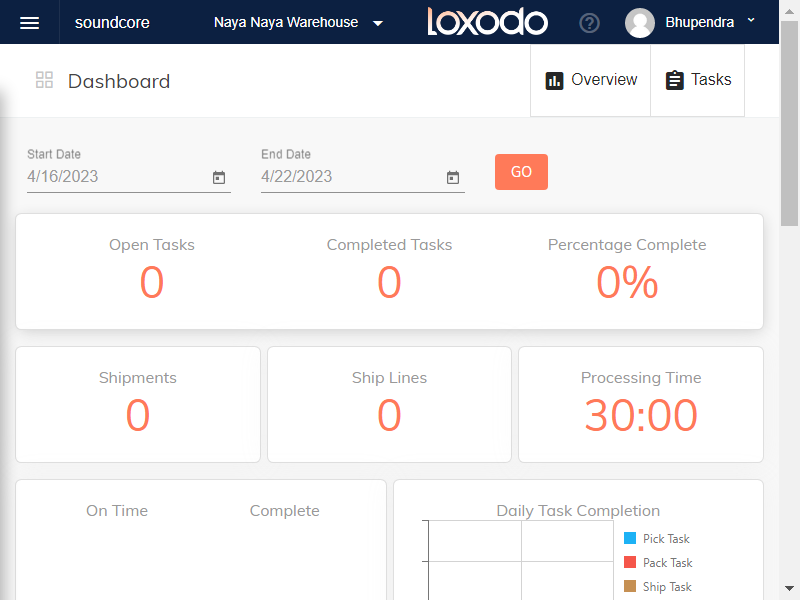 soundcore
Naya Naya Warehouse
loxodo
?
Bhupendra
Dashboard
Overview
Tasks
Start Date
End Date
4/16/2023
4/22/2023
GO
Open Tasks
Completed Tasks
Percentage Complete
0
0
0%
Shipments
Ship Lines
Processing Time
0
0
30:00
On Time
Complete
Daily Task Completion
Pick Task
Pack Task
Ship Task